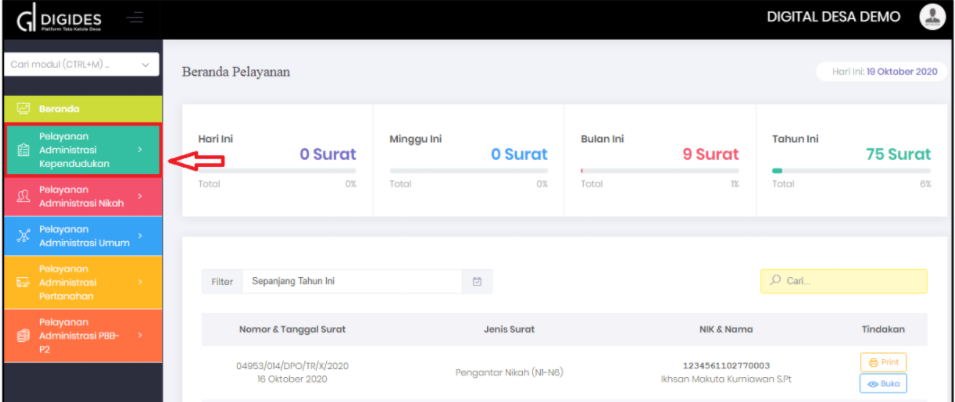 DIGIDES
Platform Tata Kelola Desa
DIGITAL DESA DEMO
Cari modul (CTRL+M) ..
Beranda Pelayanan
Hari Ini: 19 Oktober 2020
Beranda
Pelayanan
Administrasi
Kependudukan
Pelayanan
Administrasi Nikah
Pelayanan
Administrasi Umum
Pelayanan
Administrasi
Pertanahan
Pelayanan
Administrasi PBB-
P2
Hari Ini
0 Surat
Total 0%
Minggu Ini
0 Surat
Total 0%
Bulan Ini
9 Surat
Total 1%
Tahun Ini
75 Surat
Total 6%
Filter Sepanjang Tahun Ini
Cari...
Nomor & Tanggal Surat Jenis Surat NIK & Nama Tindakan
04953/014/DPO/TR/X/2020
16 Oktober 2020
Pengantar Nikah (N1-N6)
1234561102770003
Ikhsan Makuta Kurniawan S.Pt
Print
Buka